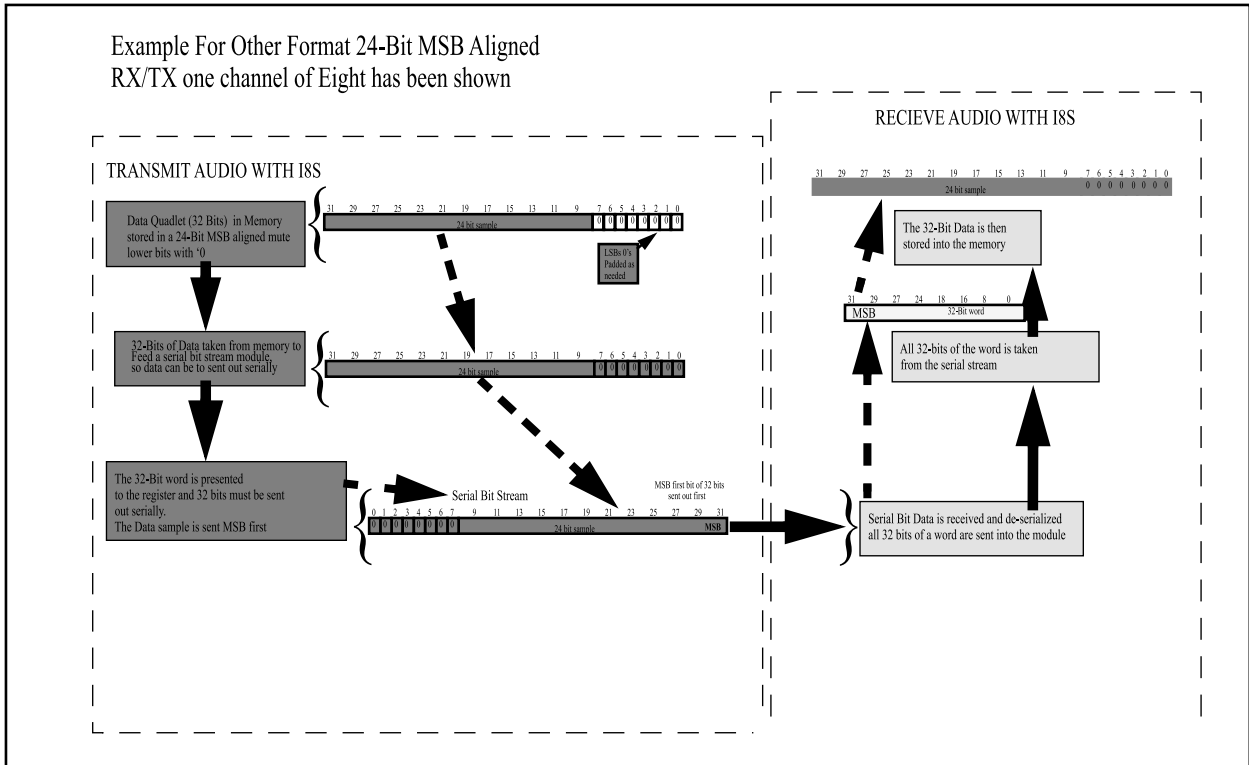 Example For Other Format 24-Bit MSB Aligned
RX/TX one channel of Eight has been shown
TRANSMIT AUDIO WITH I8S
Data Quadlet (32 Bits) in Memory
stored in a 24-Bit MSB aligned mute
lower bits with ‘0
31 29 27 25 23 21 19 17 15 13 11 9 7 6 5 4 3 2 1 0
24 bit sample 0 0 0 0 0 0 0 0
LSBs 0's
Padded as
needed
32-Bits of Data taken from memory to
Feed a serial bit stream module,
so data can be to sent out serially
31 29 27 25 23 21 19 17 15 13 11 9 7 6 5 4 3 2 1 0
24 bit sample 0 0 0 0 0 0 0 0
The 32-Bit word is presented
to the register and 32 bits must be sent
out serially.
The Data sample is sent MSB first
Serial Bit Stream
MSB first bit of 32 bits
sent out first
0 1 2 3 4 5 6 7 9 11 13 15 17 19 21 23 25 27 29 31
0 0 0 0 0 0 0 0 24 bit sample MSB
RECIEVE AUDIO WITH I8S
31 29 27 25 23 21 19 17 15 13 11 9 7 6 5 4 3 2 1 0
24 bit sample 0 0 0 0 0 0 0 0
The 32-Bit Data is then
stored into the memory
31 29 27 24 18 16 8 0
MSB 32-Bit word
All 32-bits of the word is taken
from the serial stream
Serial Bit Data is received and de-serialized
all 32 bits of a word are sent into the module